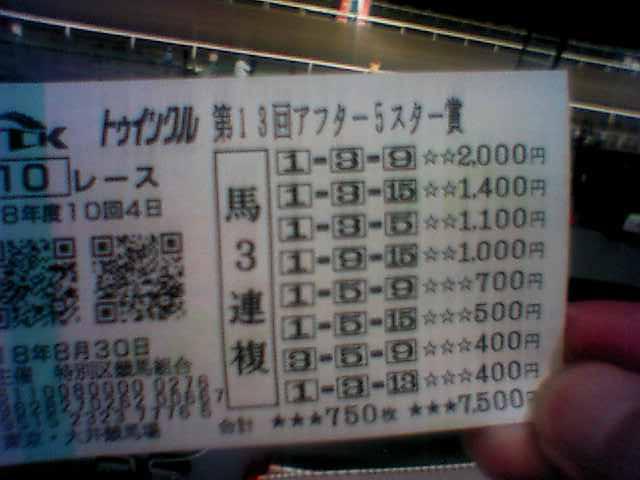 TCK トゥインクル 第13回アフター5スター賞
10 レース
8年度10回4日
8年8月30日
主催 特別区競馬組合
東京・大井競馬場
馬3連複
1-3-9 ☆☆2,000円
1-3-15 ☆☆1,400円
1-3-5 ☆☆1,100円
1-9-15 ☆☆1,000円
1-5-9 ☆☆☆700円
1-5-15 ☆☆☆500円
3-5-9 ☆☆☆400円
1-3-13 ☆☆☆400円
合計 ★★★750枚 ★★★7,500円